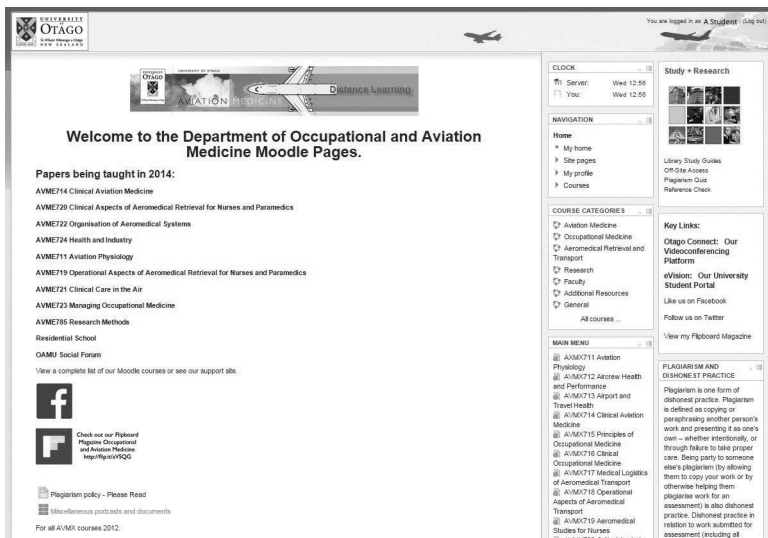 UNIVERSITY
of
OTAGO
Te Whare Wānanga o Otāgo
NEW ZEALAND
You are logged in as A Student (Log out)
UNIVERSITY OF OTAGO
AVIATION MEDICINE
Distance Learning
Welcome to the Department of Occupational and Aviation
Medicine Moodle Pages.
Papers being taught in 2014:
AVME714 Clinical Aviation Medicine
AVME720 Clinical Aspects of Aeromedical Retrieval for Nurses and Paramedics
AVME722 Organisation of Aeromedical Systems
AVME724 Health and Industry
AVME711 Aviation Physiology
AVME719 Operational Aspects of Aeromedical Retrieval for Nurses and Paramedics
AVME721 Clinical Care in the Air
AVME723 Managing Occupational Medicine
AVME785 Research Methods
Residential School
OAMU Social Forum
View a complete list of our Moodle courses or see our support site.
Check out our Flipboard
Magazine Occupational
and Aviation Medicine
http://flip.it/aVSQG
Plagiarism policy - Please Read
Miscellaneous podcasts and documents
For all AVMX courses 2012.
CLOCK
Server: Wed 12:56
You: Wed 12:56
NAVIGATION
Home
My home
Site pages
My profile
Courses
COURSE CATEGORIES
Aviation Medicine
Occupational Medicine
Aeromedical Retrieval and
Transport
Research
Faculty
Additional Resources
General
All courses ...
MAIN MENU
AXMX711 Aviation
Physiology
AVMX712 Aircrew Health
and Performance
AVMX713 Airport and
Travel Health
AVMX714 Clinical Aviation
Medicine
AVMX715 Principles of
Occupational Medicine
AVMX716 Clinical
Occupational Medicine
AVMX717 Medical Logistics
of Aeromedical Transport
AVMX718 Operational
Aspects of Aeromedical
Transport
AVMX719 Aeromedical
Studies for Nurses
Study + Research
Library Study Guides
Off-Site Access
Plagiarism Quiz
Reference Check
Key Links:
Otago Connect: Our
Videoconferencing
Platform
eVision: Our University
Student Portal
Like us on Facebook
Follow us on Twitter
View my Flipboard Magazine
PLAGIARISM AND
DISHONEST PRACTICE
Plagiarism is one form of
dishonest practice. Plagiarism
is defined as copying or
paraphrasing another person's
work and presenting it as one's
own – whether intentionally, or
through failure to take proper
care. Being party to someone
else's plagiarism (by allowing
them to copy your work or by
otherwise helping them
plagiarise work for an
assessment) is also dishonest
practice. Dishonest practice in
relation to work submitted for
assessment (including all